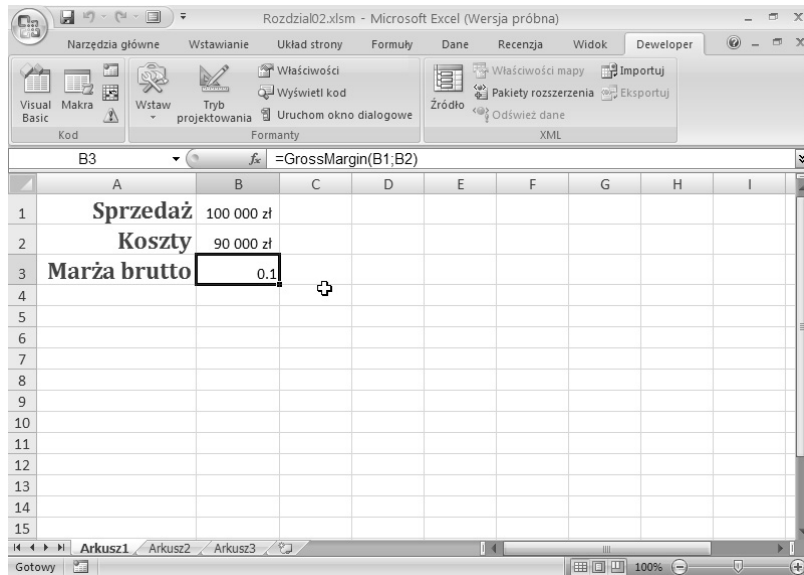 Rozdzial02.xlsm - Microsoft Excel (Wersja próbna)
Narzędzia główne Wstawianie Układ strony Formuły Dane Recenzja Widok Deweloper
Visual Basic
Makra
Kod
Wstaw
Tryb projektowania
Właściwości
Wyświetl kod
Uruchom okno dialogowe
Formanty
Źródło
Właściwości mapy
Pakiety rozszerzenia
Odśwież dane
Importuj
Eksportuj
XML
B3 fx =GrossMargin(B1;B2)
A B C D E F G H I
1 Sprzedaż 100 000 zł
2 Koszty 90 000 zł
3 Marża brutto 0.1
4
5
6
7
8
9
10
11
12
13
14
15
Arkusz1 Arkusz2 Arkusz3
Gotowy 100%